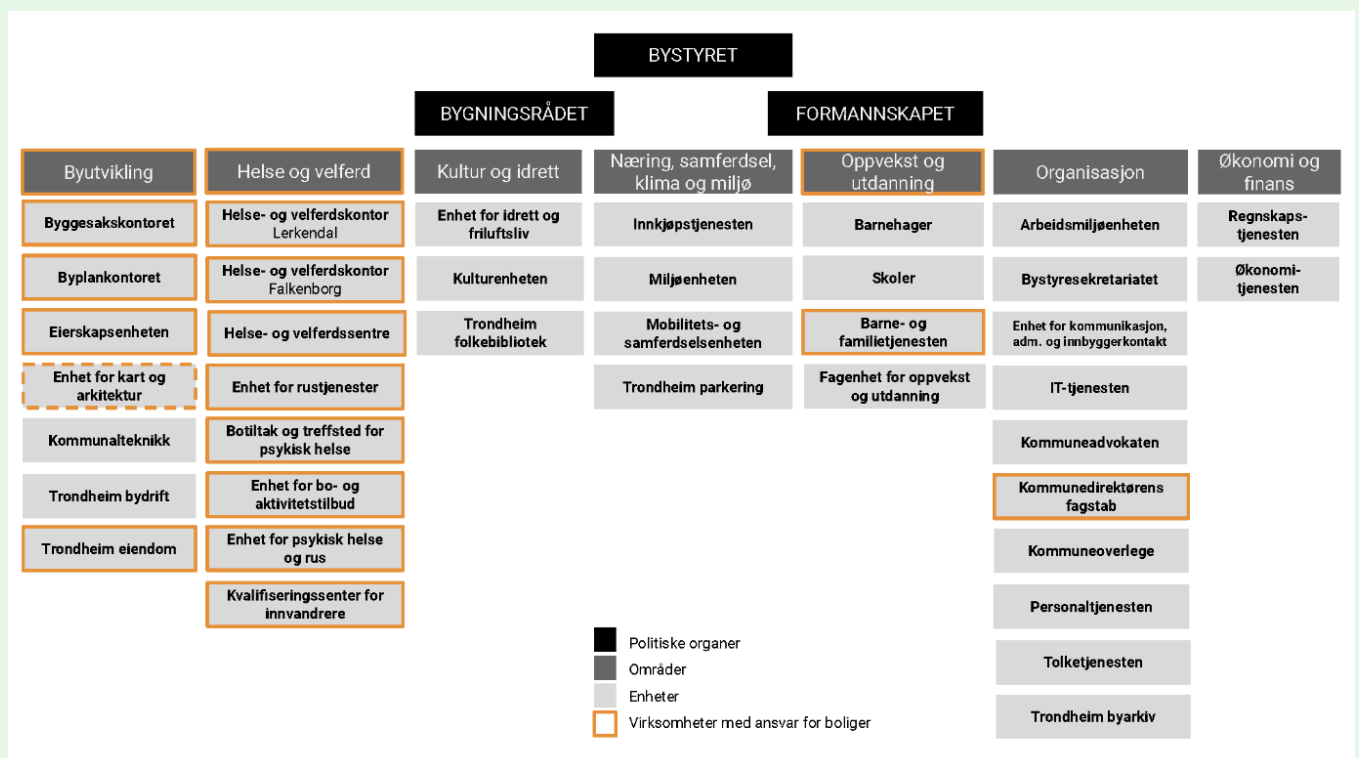 BYSTYRET
BYGNINGSRÅDET
FORMANNSKAPET
Byutvikling
Byggesakskontoret
Byplankontoret
Eierskapsenheten
Enhet for kart og
arkitektur
Kommunalteknikk
Trondheim bydrift
Trondheim eiendom
Helse og velferd
Helse- og velferdskontor
Lerkendal
Helse- og velferdskontor
Falkenborg
Helse- og velferdssentre
Enhet for rustjenester
Botiltak og treffsted for
psykisk helse
Enhet for bo- og
aktivitetstilbud
Enhet for psykisk helse
og rus
Kvalifiseringssenter for
innvandrere
Kultur og idrett
Enhet for idrett og
friluftsliv
Kulturenheten
Trondheim
folkebibliotek
Næring, samferdsel,
klima og miljø
Innkjøpstjenesten
Miljøenheten
Mobilitets- og
samferdselsenheten
Trondheim parkering
Oppvekst og
utdanning
Barnehager
Skoler
Barne- og
familietjenesten
Fagenhet for oppvekst
og utdanning
Organisasjon
Arbeidsmiljøenheten
Bystyresekretariatet
Enhet for kommunikasjon,
adm. og innbyggerkontakt
IT-tjenesten
Kommuneadvokaten
Kommunedirektørens
fagstab
Kommuneoverlege
Personaltjenesten
Tolketjenesten
Trondheim byarkiv
Økonomi og
finans
Regnskaps-
tjenesten
Økonomi-
tjenesten
Politiske organer
Områder
Enheter
Virksomheter med ansvar for boliger